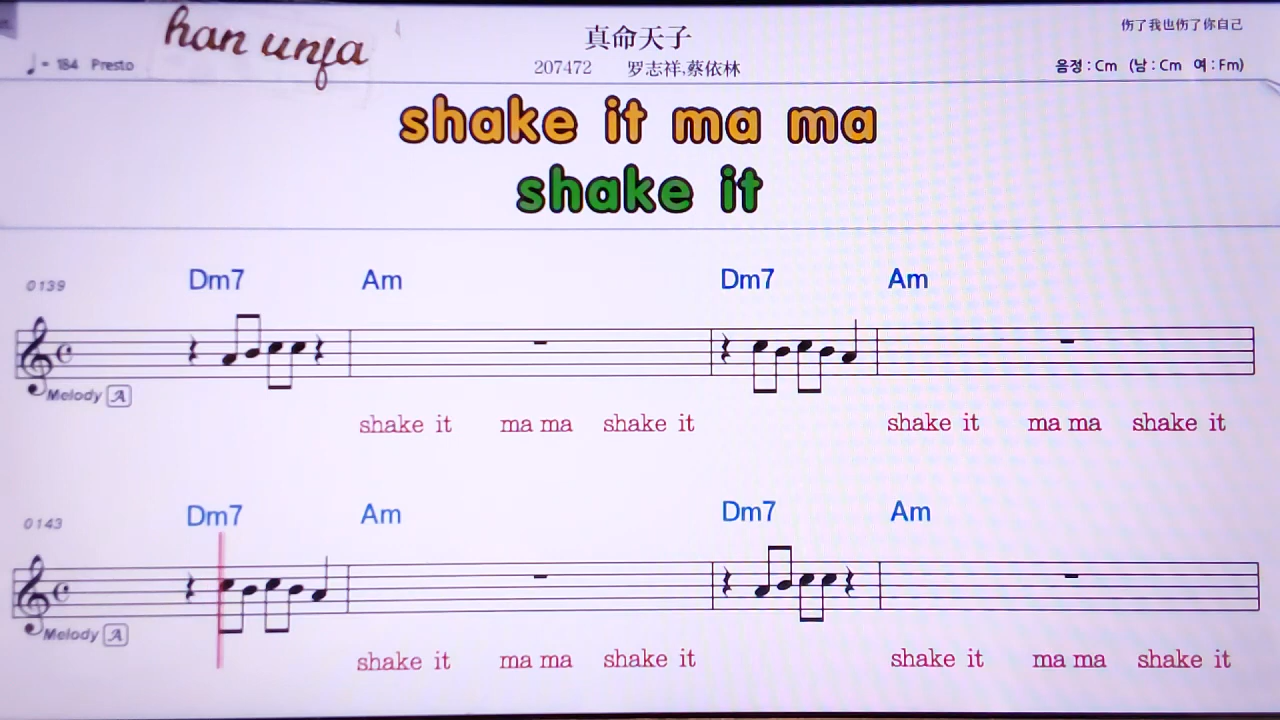 han unja
♩= 184 Presto
真命天子
207472 罗志祥,蔡依林
伤了我也伤了你自己
음정 : Cm (남 : Cm 여 : Fm)
shake it ma ma
shake it
0139
Dm7 Am Dm7 Am
Melody A
shake it ma ma shake it shake it ma ma shake it
0143
Dm7 Am Dm7 Am
Melody A
shake it ma ma shake it shake it ma ma shake it